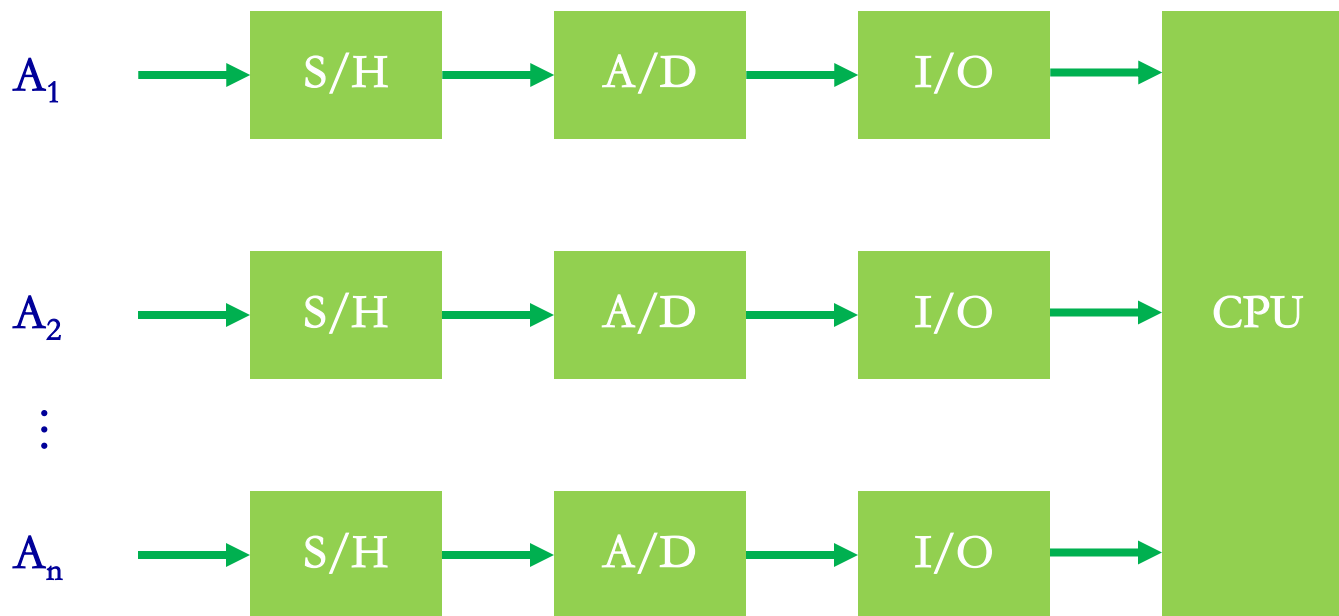 A₁ S/H A/D I/O
A₂ S/H A/D I/O CPU
⋮
Aₙ S/H A/D I/O